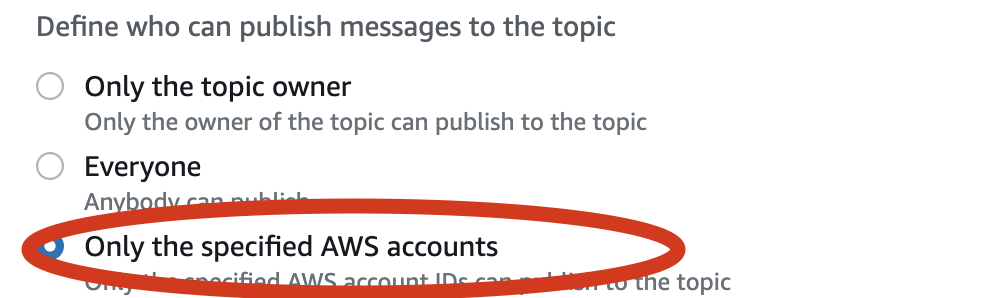 Define who can publish messages to the topic
Only the topic owner
Only the owner of the topic can publish to the topic
Everyone
Anybody can publish
Only the specified AWS accounts
Only the specified AWS account IDs can publish to the topic